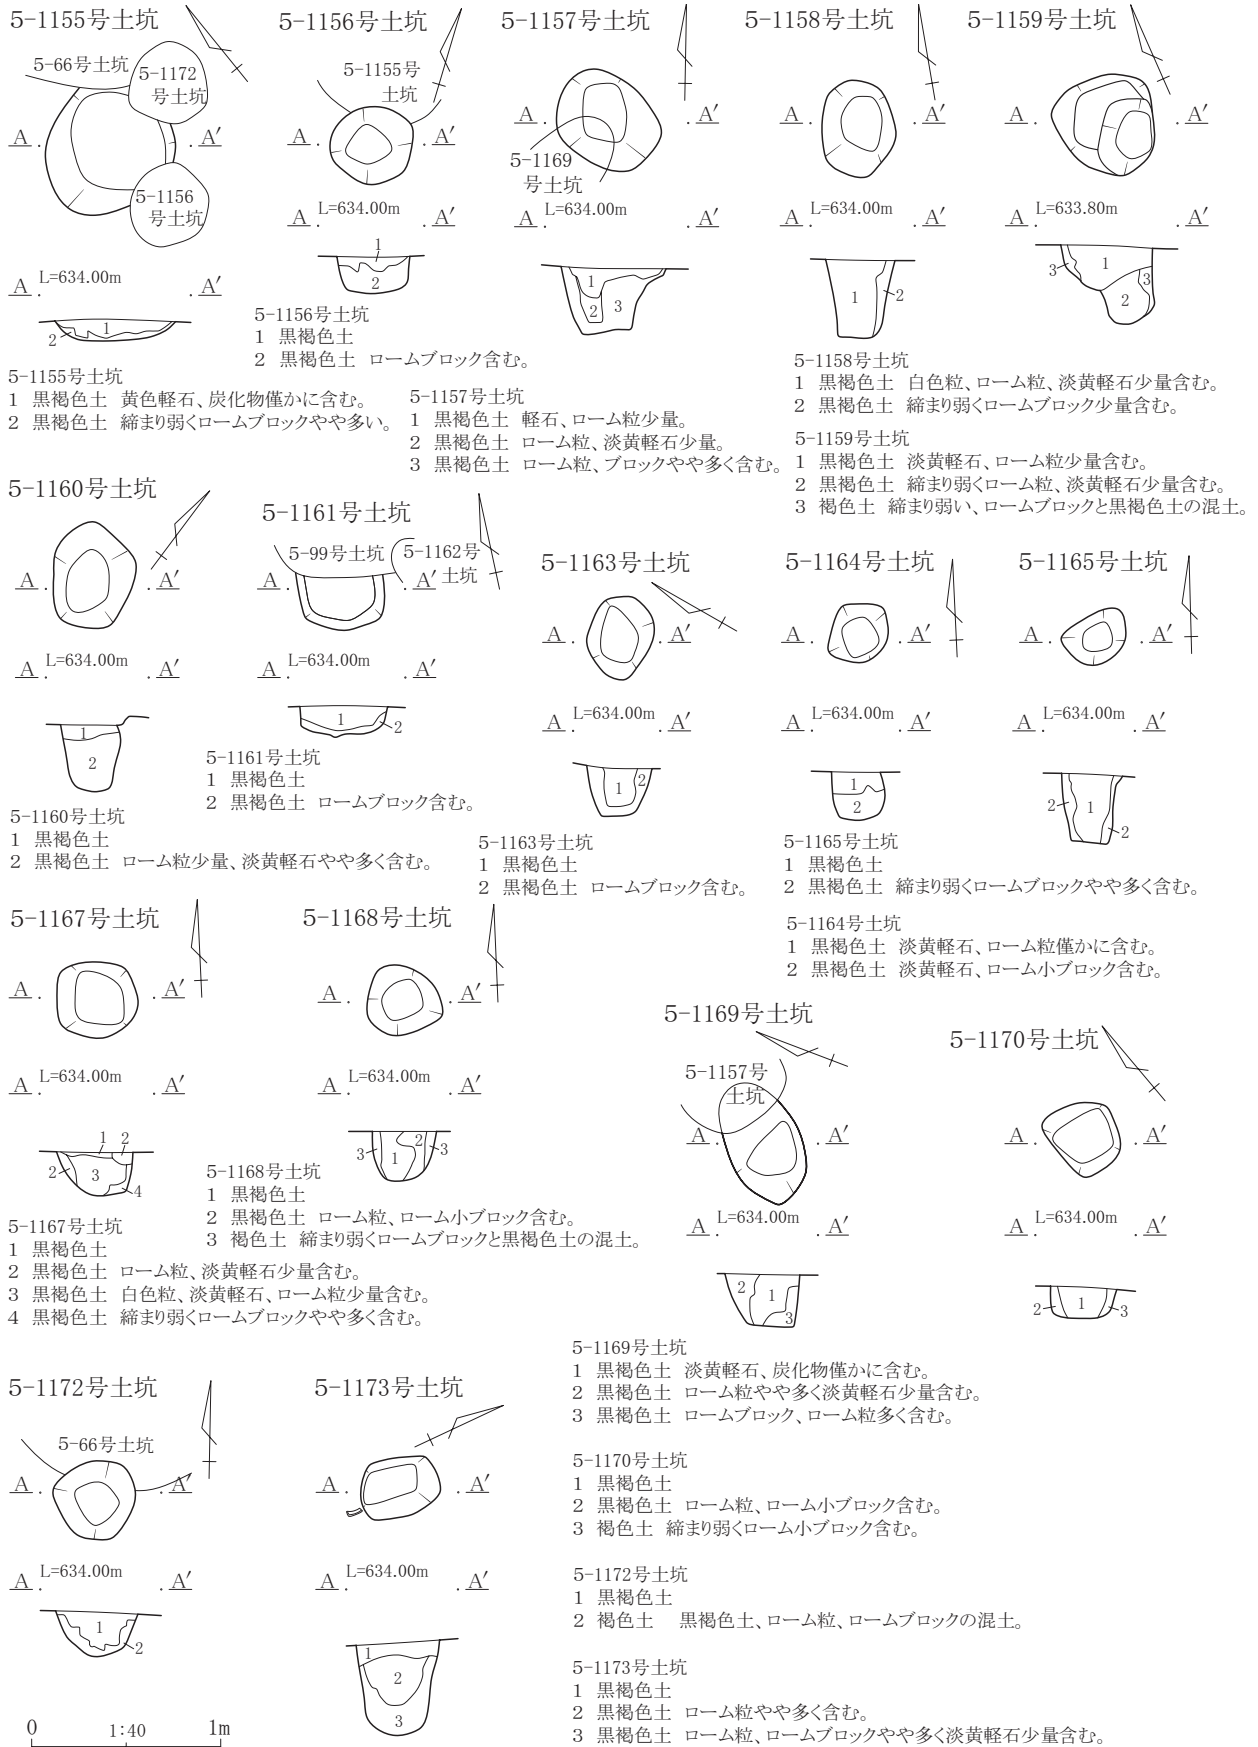 5-1155号土坑
5-66号土坑
5-1172
号土坑
A . . A′
5-1156
号土坑
A . L=634.00m . A′
1
2
5-1155号土坑
1 黒褐色土 黄色軽石、炭化物僅かに含む。
2 黒褐色土 締まり弱くロームブロックやや多い。
5-1156号土坑
5-1155号
土坑
A . . A′
A . L=634.00m . A′
1
2
5-1156号土坑
1 黒褐色土
2 黒褐色土 ロームブロック含む。
5-1157号土坑
A . . A′
5-1169
号土坑
A . L=634.00m . A′
1
2 3
5-1157号土坑
1 黒褐色土 軽石、ローム粒少量。
2 黒褐色土 ローム粒、淡黄軽石少量。
3 黒褐色土 ローム粒、ブロックやや多く含む。
5-1158号土坑
A . . A′
A . L=634.00m . A′
1 2
5-1158号土坑
1 黒褐色土 白色粒、ローム粒、淡黄軽石少量含む。
2 黒褐色土 締まり弱くロームブロック少量含む。
5-1159号土坑
A . . A′
A . L=633.80m . A′
3 1 3
2
5-1159号土坑
1 黒褐色土 淡黄軽石、ローム粒少量含む。
2 黒褐色土 締まり弱くローム粒、淡黄軽石少量含む。
3 褐色土 締まり弱い、ロームブロックと黒褐色土の混土。
5-1160号土坑
A . . A′
A . L=634.00m . A′
1
2
5-1160号土坑
1 黒褐色土
2 黒褐色土 ローム粒少量、淡黄軽石やや多く含む。
5-1161号土坑
5-99号土坑
5-1162号
土坑
A . . A′
A . L=634.00m . A′
1
2
5-1161号土坑
1 黒褐色土
2 黒褐色土 ロームブロック含む。
5-1163号土坑
A . . A′
A . L=634.00m . A′
1 2
5-1163号土坑
1 黒褐色土
2 黒褐色土 ロームブロック含む。
5-1164号土坑
A . . A′
A . L=634.00m . A′
1
2
5-1165号土坑
A . . A′
A . L=634.00m . A′
2 1
2
5-1165号土坑
1 黒褐色土
2 黒褐色土 締まり弱くロームブロックやや多く含む。
5-1164号土坑
1 黒褐色土 淡黄軽石、ローム粒僅かに含む。
2 黒褐色土 淡黄軽石、ローム小ブロック含む。
5-1167号土坑
A . . A′
A . L=634.00m . A′
1 2
2 3
4
5-1167号土坑
1 黒褐色土
2 黒褐色土 ローム粒、淡黄軽石少量含む。
3 黒褐色土 白色粒、淡黄軽石、ローム粒少量含む。
4 黒褐色土 締まり弱くロームブロックやや多く含む。
5-1168号土坑
A . . A′
A . L=634.00m . A′
2
3 1 3
5-1168号土坑
1 黒褐色土
2 黒褐色土 ローム粒、ローム小ブロック含む。
3 褐色土 締まり弱くロームブロックと黒褐色土の混土。
5-1169号土坑
5-1157号
土坑
A . . A′
A . L=634.00m . A′
2 1
3
5-1170号土坑
A . . A′
A . L=634.00m . A′
2 1 3
5-1169号土坑
1 黒褐色土 淡黄軽石、炭化物僅かに含む。
2 黒褐色土 ローム粒やや多く淡黄軽石少量含む。
3 黒褐色土 ロームブロック、ローム粒多く含む。
5-1170号土坑
1 黒褐色土
2 黒褐色土 ローム粒、ローム小ブロック含む。
3 褐色土 締まり弱くローム小ブロック含む。
5-1172号土坑
5-66号土坑
A . . A′
A . L=634.00m . A′
1
2
5-1173号土坑
A . . A′
A . L=634.00m . A′
1
2
3
5-1172号土坑
1 黒褐色土
2 褐色土 黒褐色土、ローム粒、ロームブロックの混土。
5-1173号土坑
1 黒褐色土
2 黒褐色土 ローム粒やや多く含む。
3 黒褐色土 ローム粒、ロームブロックやや多く淡黄軽石少量含む。
0 1:40 1m